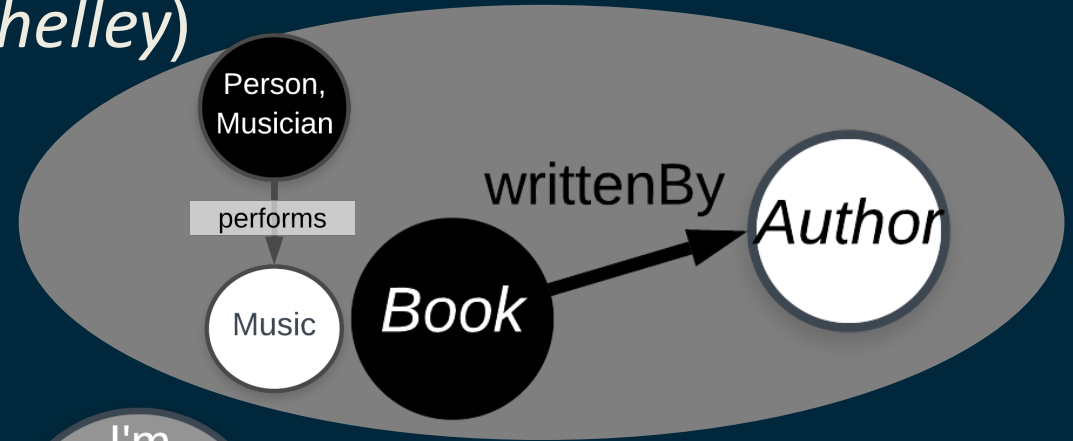 helley)
Person,
Musician
performs
Music
writtenBy
Book
Author
I'm